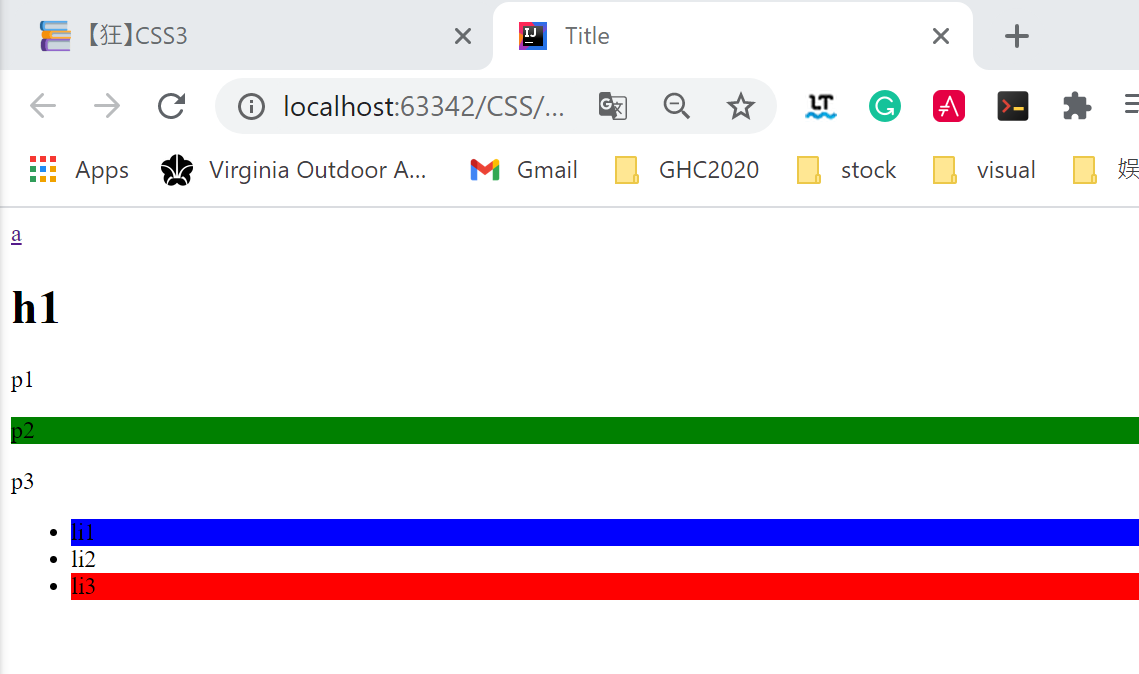 【狂】CSS3
Title
localhost:63342/CSS/...
Apps
Virginia Outdoor A...
Gmail
GHC2020
stock
visual
娱
a
h1
p1
p2
p3
li1
li2
li3